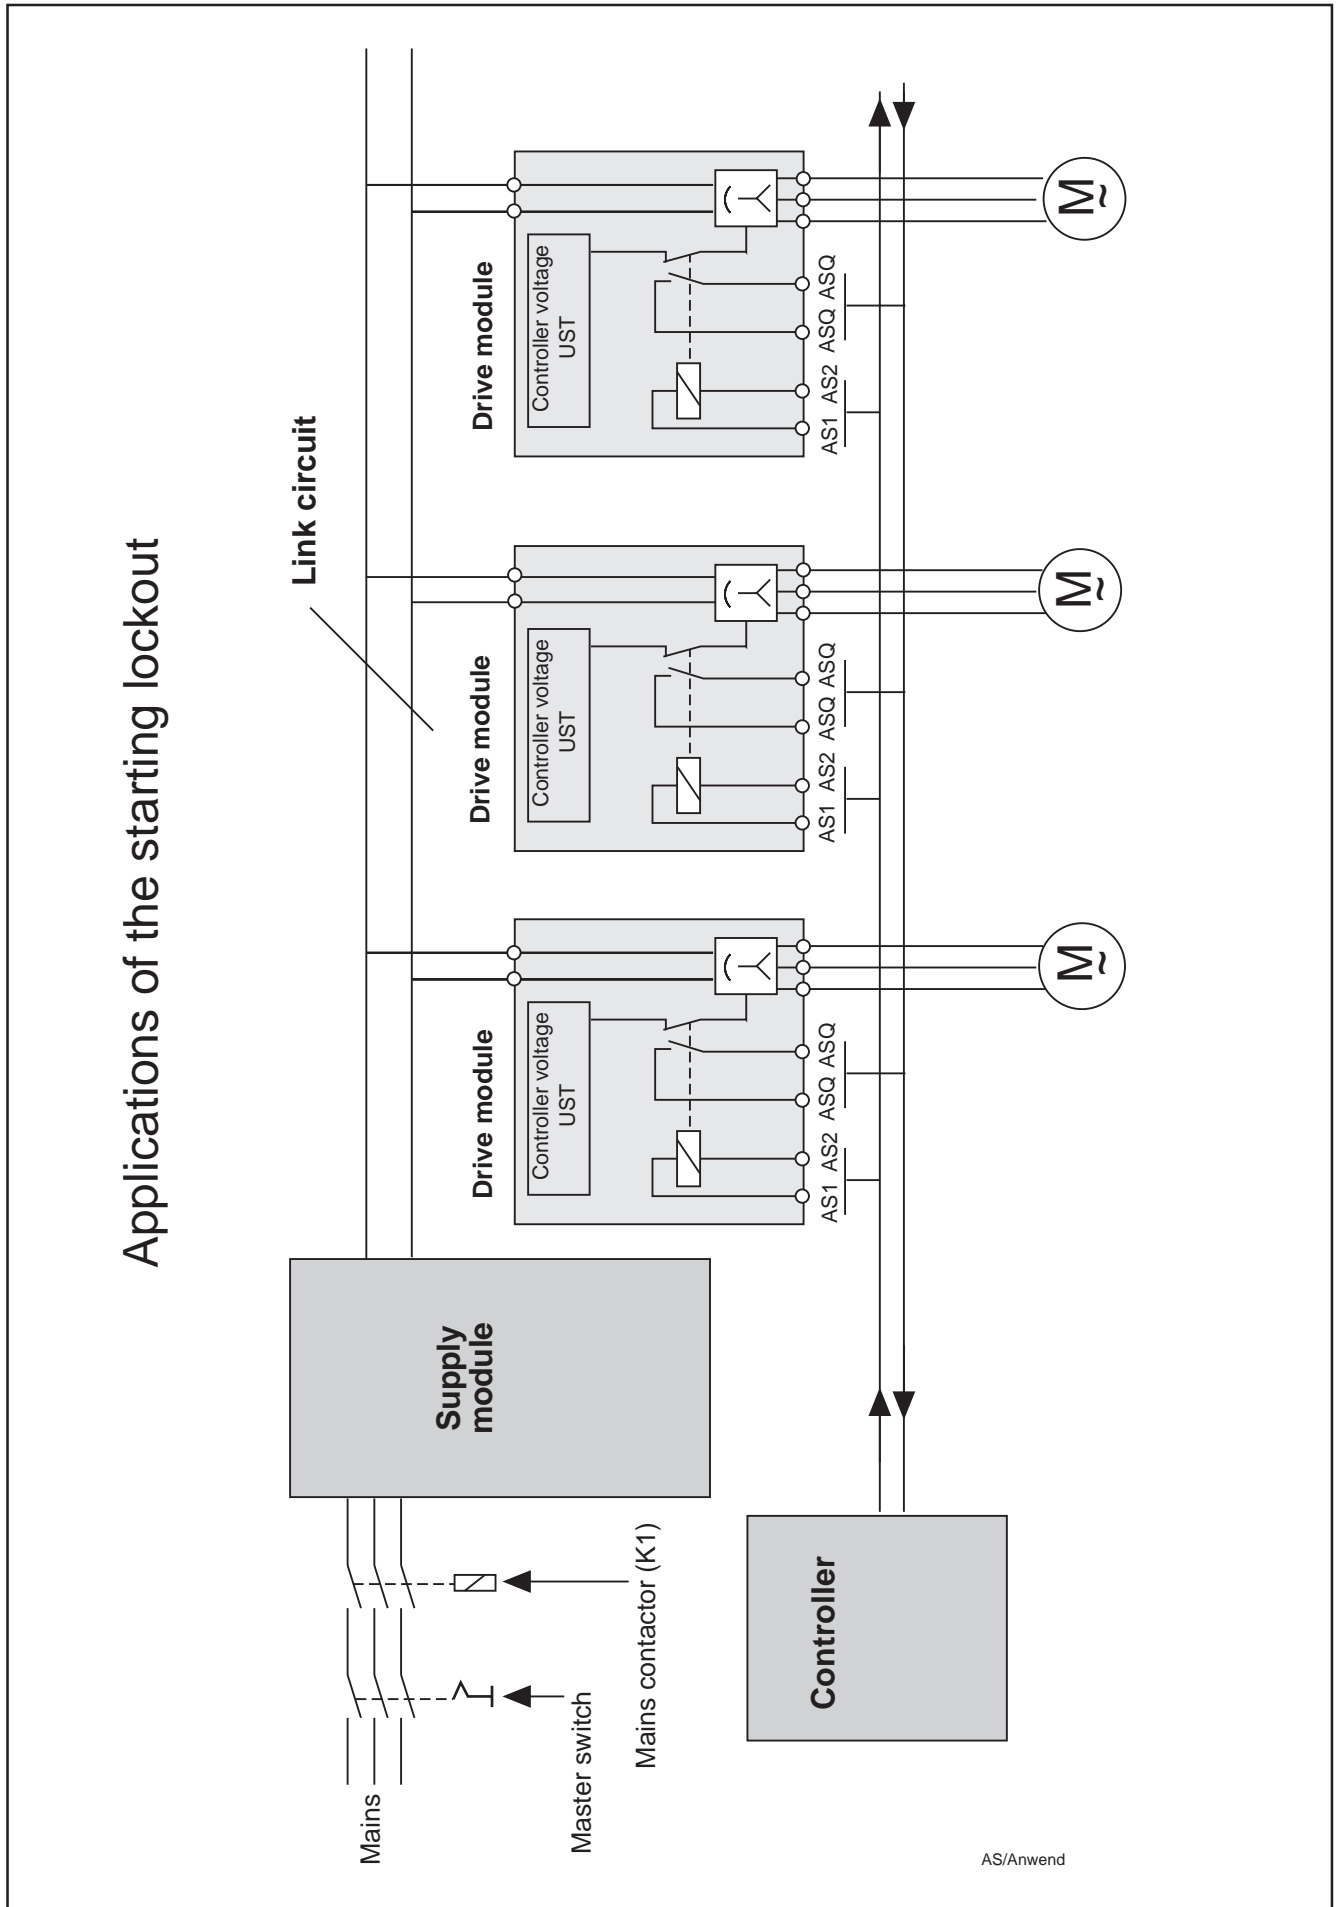 Applications of the starting lockout
Link circuit
Drive module
Drive module
Drive module
Controller voltage
UST
Controller voltage
UST
Controller voltage
UST
Supply
module
AS1 AS2 ASQ ASQ
AS1 AS2 ASQ ASQ
AS1 AS2 ASQ ASQ
M
~
M
~
M
~
Mains
Master switch
Mains contactor (K1)
Controller
AS/Anwend